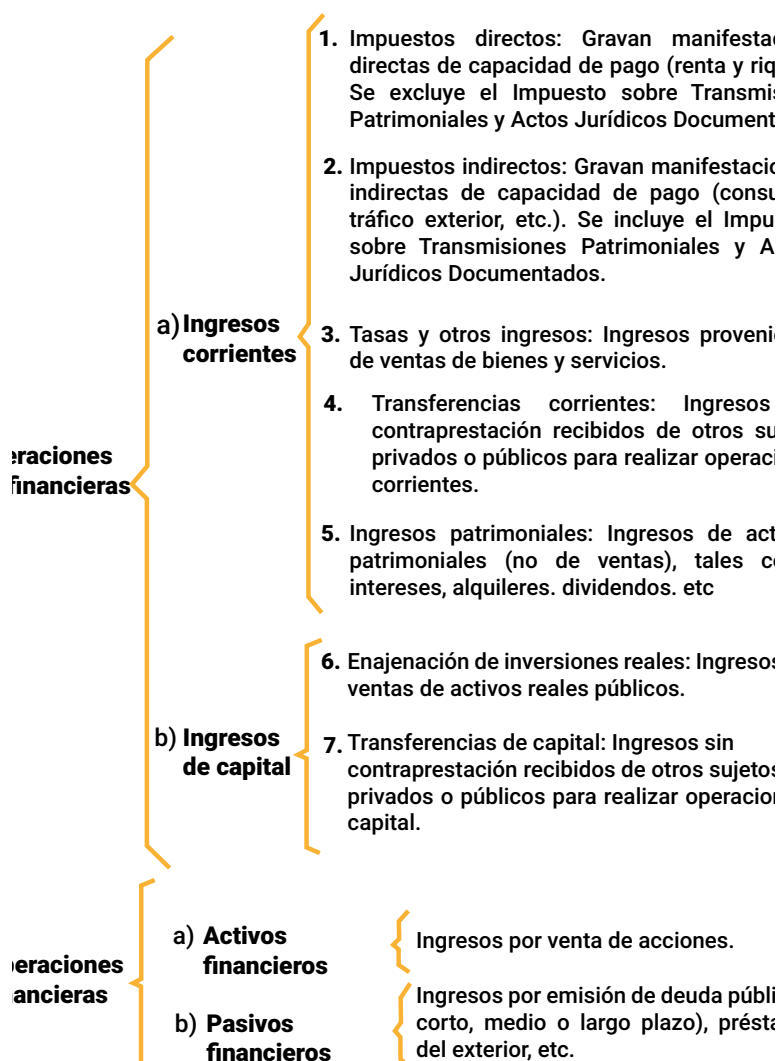 eraciones
financieras
a) Ingresos
corrientes
1. Impuestos directos: Gravan manifestac
directas de capacidad de pago (renta y riq
Se excluye el Impuesto sobre Transmis
Patrimoniales y Actos Jurídicos Document
2. Impuestos indirectos: Gravan manifestacio
indirectas de capacidad de pago (consu
tráfico exterior, etc.). Se incluye el Impu
sobre Transmisiones Patrimoniales y A
Jurídicos Documentados.
3. Tasas y otros ingresos: Ingresos provenie
de ventas de bienes y servicios.
4. Transferencias corrientes: Ingresos
contraprestación recibidos de otros su
privados o públicos para realizar operaci
corrientes.
5. Ingresos patrimoniales: Ingresos de act
patrimoniales (no de ventas), tales co
intereses, alquileres. dividendos. etc
b) Ingresos
de capital
6. Enajenación de inversiones reales: Ingresos
ventas de activos reales públicos.
7. Transferencias de capital: Ingresos sin
contraprestación recibidos de otros sujetos
privados o públicos para realizar operacion
capital.
eraciones
ancieras
a) Activos
financieros
Ingresos por venta de acciones.
b) Pasivos
financieros
Ingresos por emisión de deuda públi
corto, medio o largo plazo), présta
del exterior, etc.